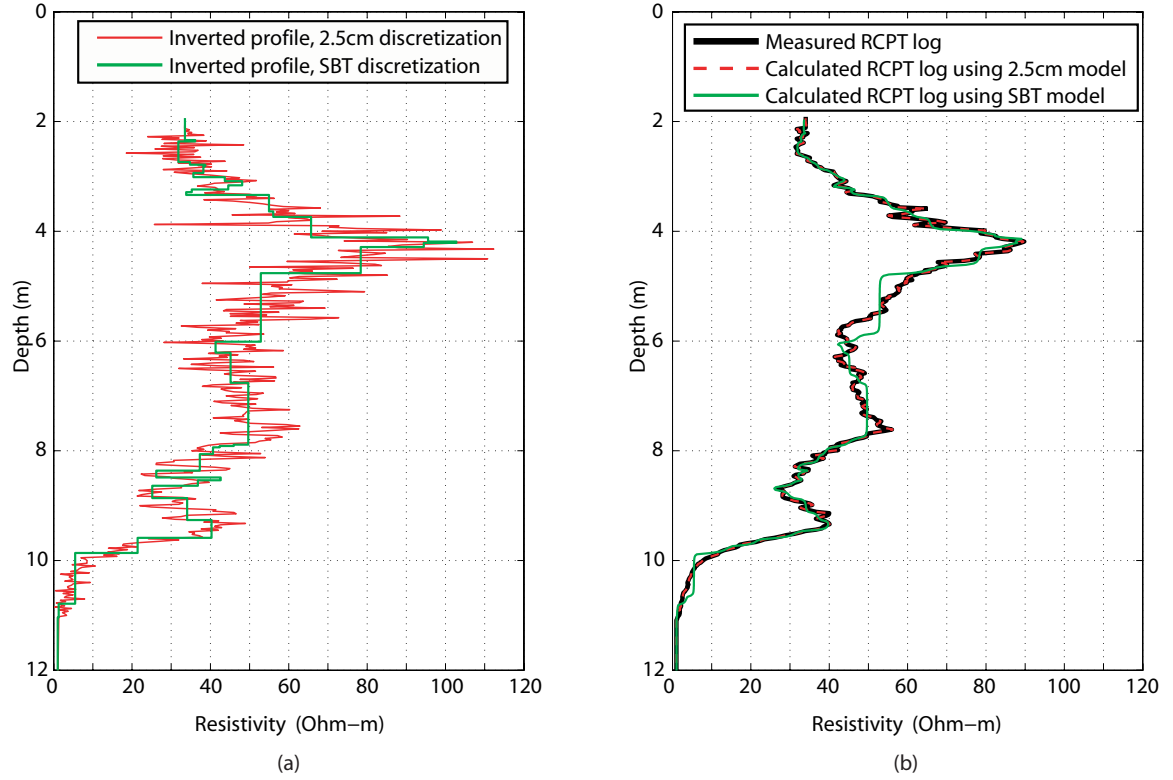 Inverted profile, 2.5cm discretization
Inverted profile, SBT discretization
0
2
4
6
8
10
12
Depth (m)
0 20 40 60 80 100 120
Resistivity (Ohm−m)
(a)
Measured RCPT log
Calculated RCPT log using 2.5cm model
Calculated RCPT log using SBT model
0
2
4
6
8
10
12
Depth (m)
0 20 40 60 80 100 120
Resistivity (Ohm−m)
(b)